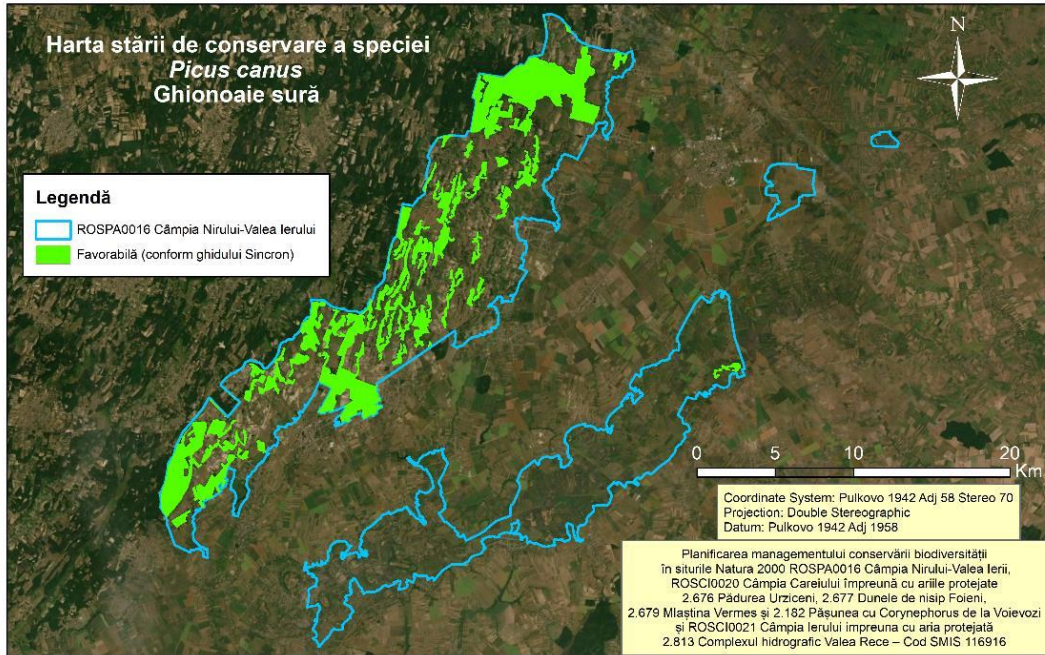 Harta stării de conservare a speciei
Picus canus
Ghionoaie sură
N
Legendă
ROSPA0016 Câmpia Nirului-Valea Ierului
Favorabilă (conform ghidului Sincron)
0 5 10 20
Km
Coordinate System: Pulkovo 1942 Adj 58 Stereo 70
Projection: Double Stereographic
Datum: Pulkovo 1942 Adj 1958
Planificarea managementului conservării biodiversității
în siturile Natura 2000 ROSPA0016 Câmpia Nirului-Valea Ierii,
ROSCI0020 Câmpia Careiului împreună cu ariile protejate
2.676 Pădurea Urziceni, 2.677 Dunele de nisip Foieni,
2.679 Mlaștina Vermes și 2.182 Pășunea cu Corynephorus de la Voievozi
și ROSCI0021 Câmpia Ierului impreuna cu aria protejată
2.813 Complexul hidrografic Valea Rece – Cod SMIS 116916